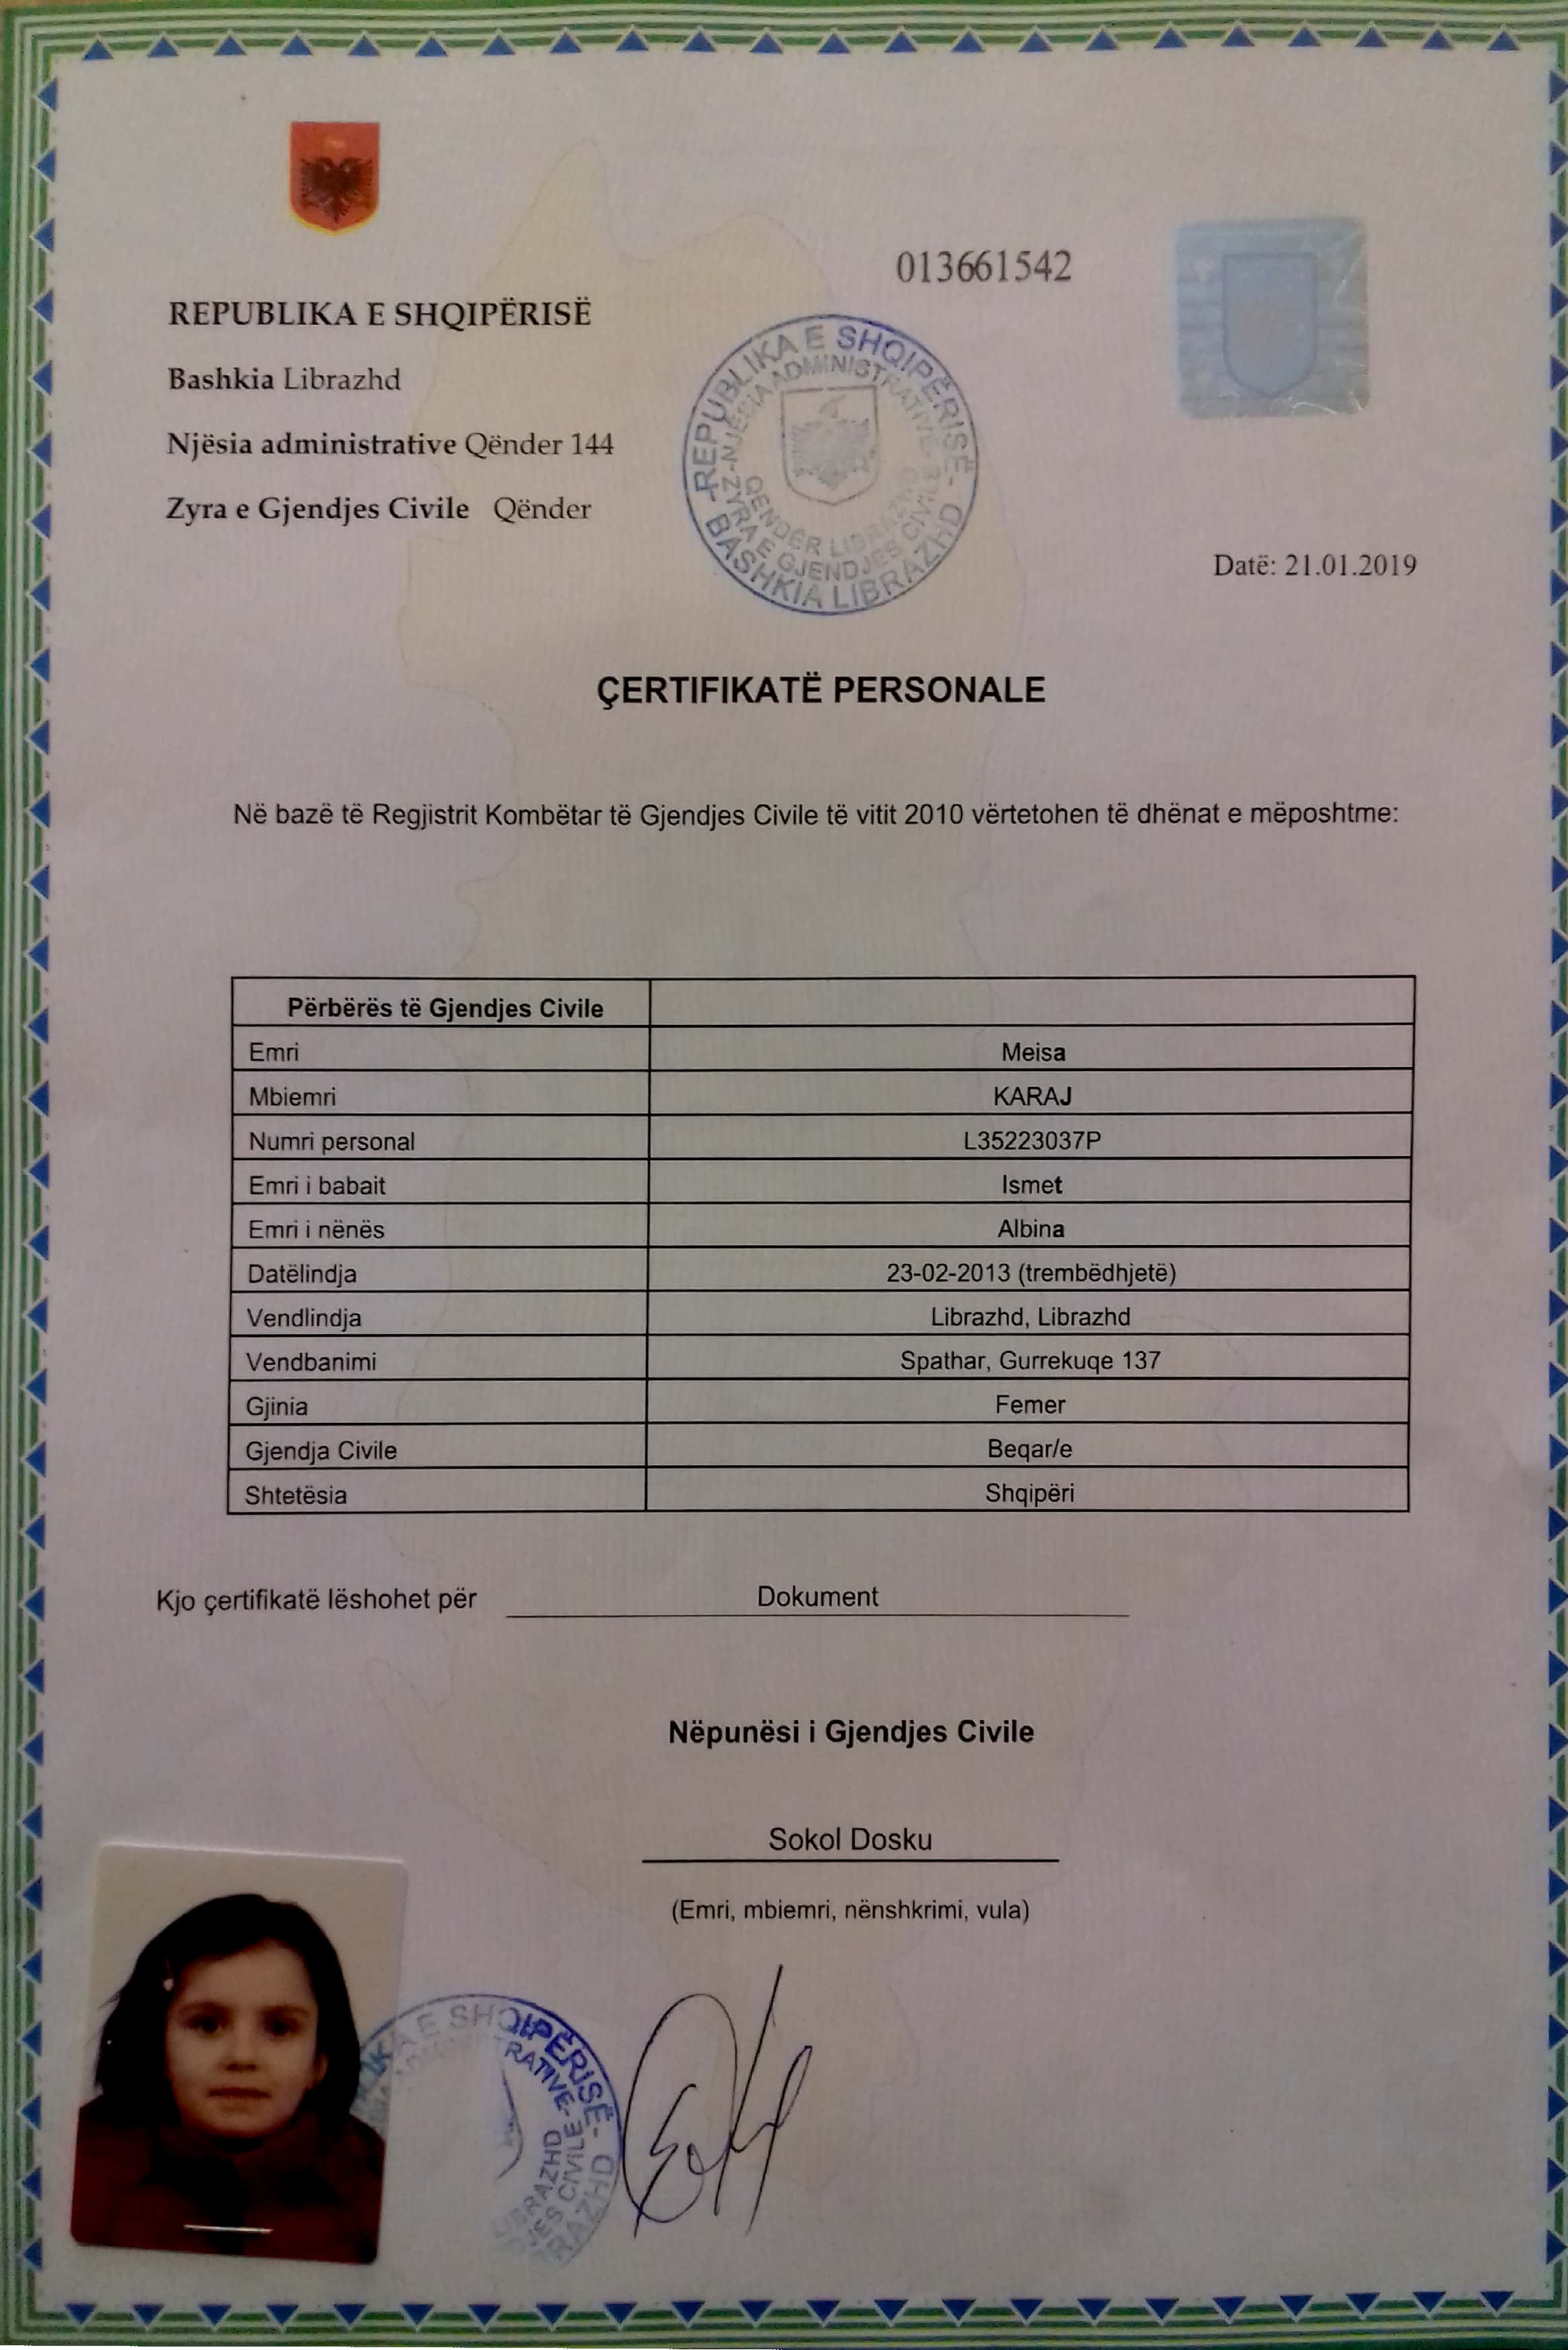 013661542
REPUBLIKA E SHQIPËRISË
Bashkia Librazhd
Njësia administrative Qënder 144
Zyra e Gjendjes Civile Qënder
-REPUBLIKA E SHQIPËRISË-
BASHKIA LIBRAZHD
Z-NJËSIA ADMINISTRATIVE-
ZYRA E GJENDJES CIVILE
QENDËR LIBRAZHD
Datë: 21.01.2019
ÇERTIFIKATË PERSONALE
Në bazë të Regjistrit Kombëtar të Gjendjes Civile të vitit 2010 vërtetohen të dhënat e mëposhtme:
Përbërës të Gjendjes Civile
Emri Meisa
Mbiemri KARAJ
Numri personal L35223037P
Emri i babait Ismet
Emri i nënës Albina
Datëlindja 23-02-2013 (trembëdhjetë)
Vendlindja Librazhd, Librazhd
Vendbanimi Spathar, Gurrekuqe 137
Gjinia Femer
Gjendja Civile Beqar/e
Shtetësia Shqipëri
Kjo çertifikatë lëshohet për Dokument
Nëpunësi i Gjendjes Civile
Sokol Dosku
(Emri, mbiemri, nënshkrimi, vula)
E SHQIPËRISË-